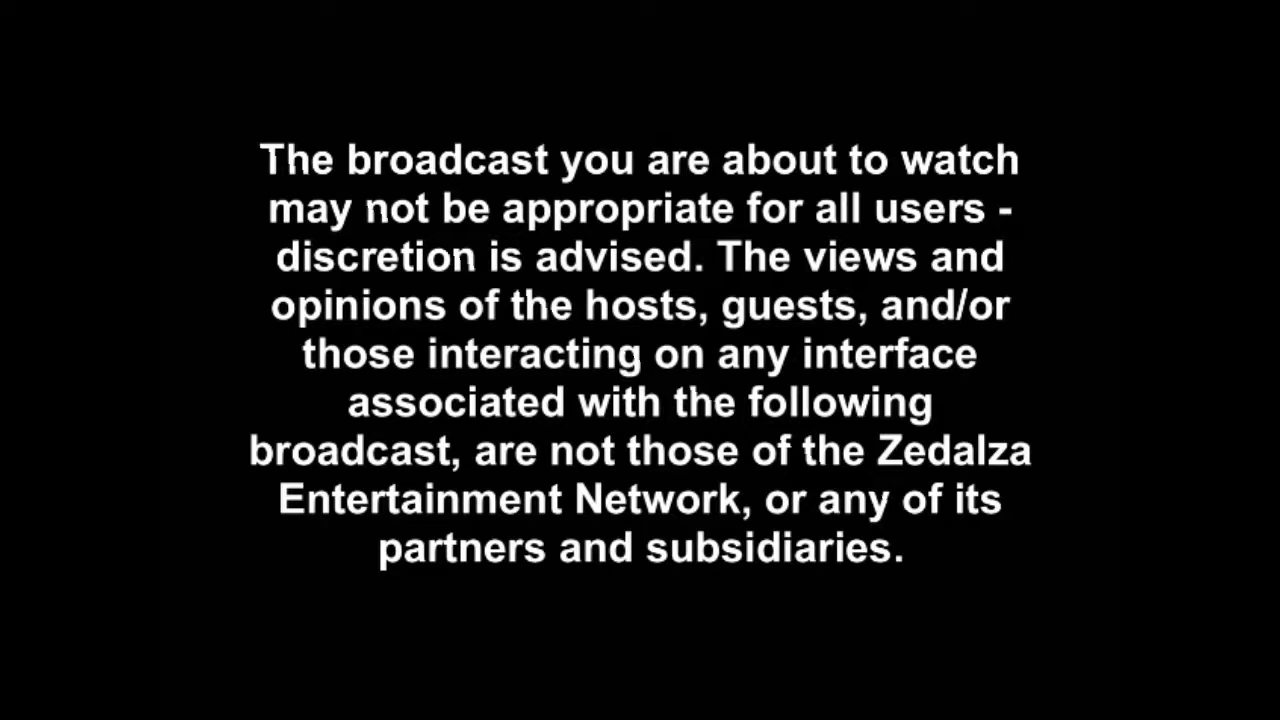 The broadcast you are about to watch
may not be appropriate for all users -
discretion is advised. The views and
opinions of the hosts, guests, and/or
those interacting on any interface
associated with the following
broadcast, are not those of the Zedalza
Entertainment Network, or any of its
partners and subsidiaries.